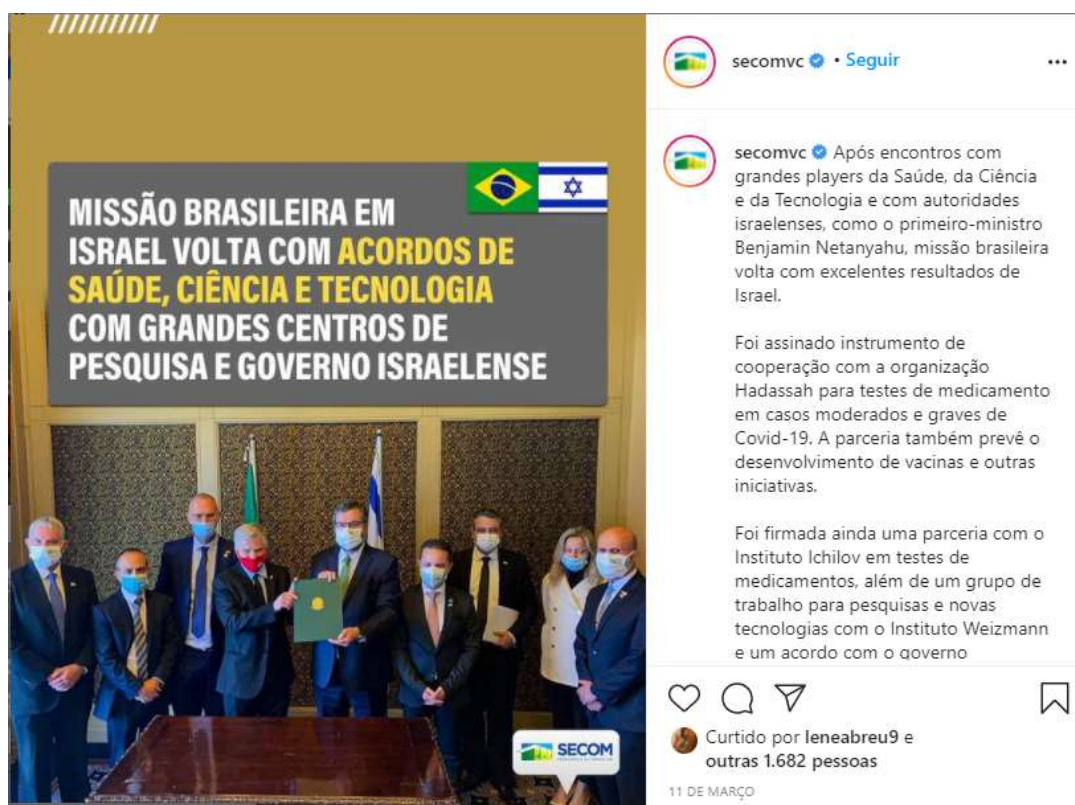 MISSÃO BRASILEIRA EM
ISRAEL VOLTA COM ACORDOS DE
SAÚDE, CIÊNCIA E TECNOLOGIA
COM GRANDES CENTROS DE
PESQUISA E GOVERNO ISRAELENSE
SECOM
secomvc • Seguir
secomvc Após encontros com
grandes players da Saúde, da Ciência
e da Tecnologia e com autoridades
israelenses, como o primeiro-ministro
Benjamin Netanyahu, missão brasileira
volta com excelentes resultados de
Israel.
Foi assinado instrumento de
cooperação com a organização
Hadassah para testes de medicamento
em casos moderados e graves de
Covid-19. A parceria também prevê o
desenvolvimento de vacinas e outras
iniciativas.
Foi firmada ainda uma parceria com o
Instituto Ichilov em testes de
medicamentos, além de um grupo de
trabalho para pesquisas e novas
tecnologias com o Instituto Weizmann
e um acordo com o governo
Curtido por leneabreu9 e
outras 1.682 pessoas
11 DE MARÇO